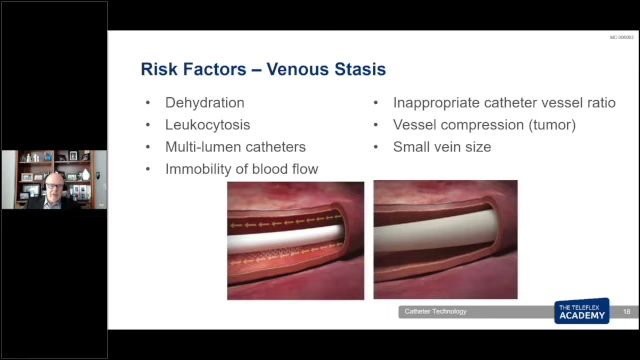 Risk Factors – Venous Stasis
• Dehydration
• Leukocytosis
• Multi-lumen catheters
• Immobility of blood flow
• Inappropriate catheter vessel ratio
• Vessel compression (tumor)
• Small vein size
Catheter Technology
THE TELEFLEX
ACADEMY
18